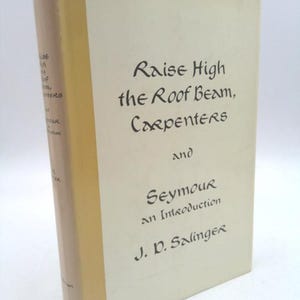 Raise High
the Roof Beam,
Carpenters
and
Seymour
an Introduction
J. D. Salinger